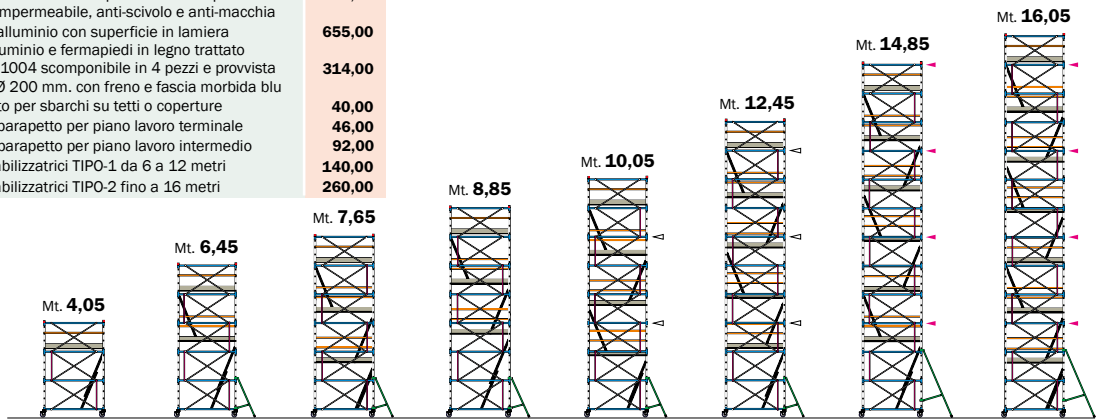 impermeabile, anti-scivolo e anti-macchia
alluminio con superficie in lamiera 655,00
uminio e fermapiedi in legno trattato
1004 scomponibile in 4 pezzi e provvista 314,00
Ø 200 mm. con freno e fascia morbida blu
to per sbarchi su tetti o coperture 40,00
parapetto per piano lavoro terminale 46,00
parapetto per piano lavoro intermedio 92,00
abilizzatrici TIPO-1 da 6 a 12 metri 140,00
abilizzatrici TIPO-2 fino a 16 metri 260,00
Mt. 4,05
Mt. 6,45
Mt. 7,65
Mt. 8,85
Mt. 10,05
Mt. 12,45
Mt. 14,85
Mt. 16,05